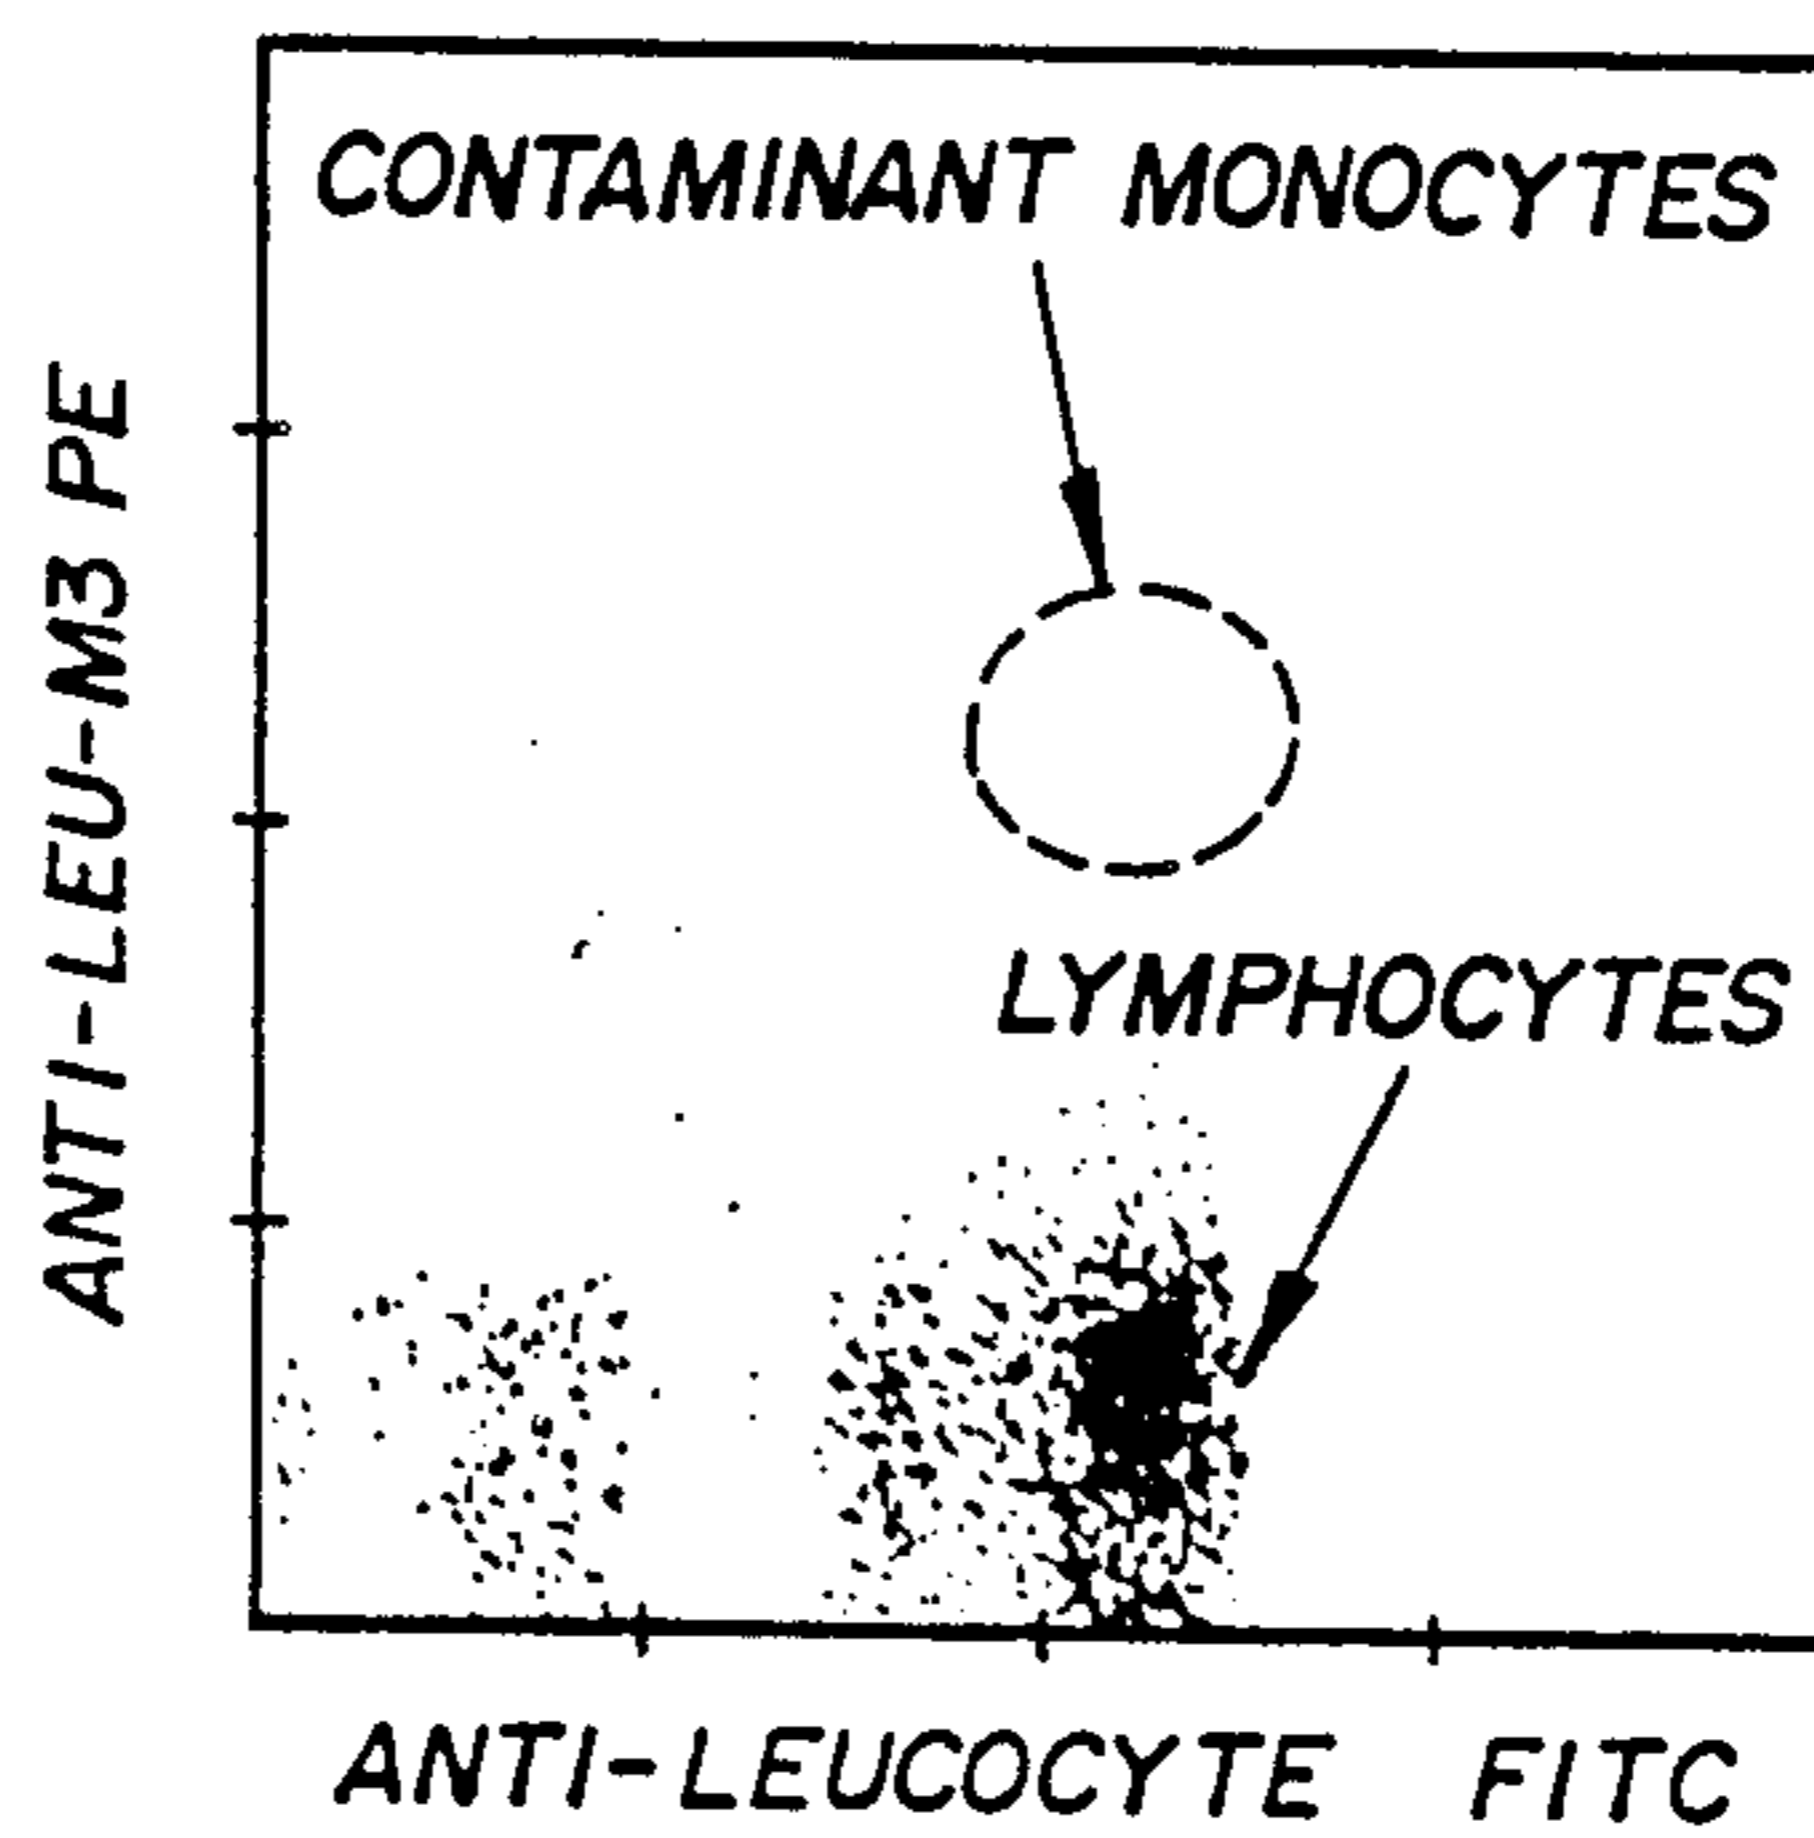 CONTAMINANT MONOCYTES
ANTI-LEU-M3 PE
LYMPHOCYTES
ANTI-LEUCOCYTE FITC